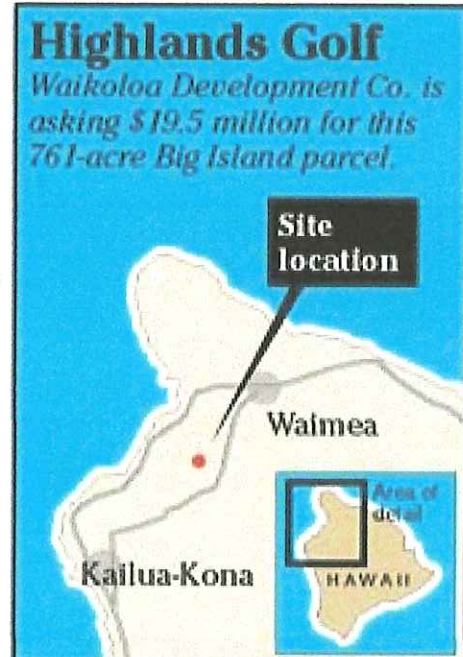 Highlands Golf
Waikoloa Development Co. is
asking $19.5 million for this
761-acre Big Island parcel.
Site
location
Waimea
Kailua-Kona
Area of
detail
HAWAII